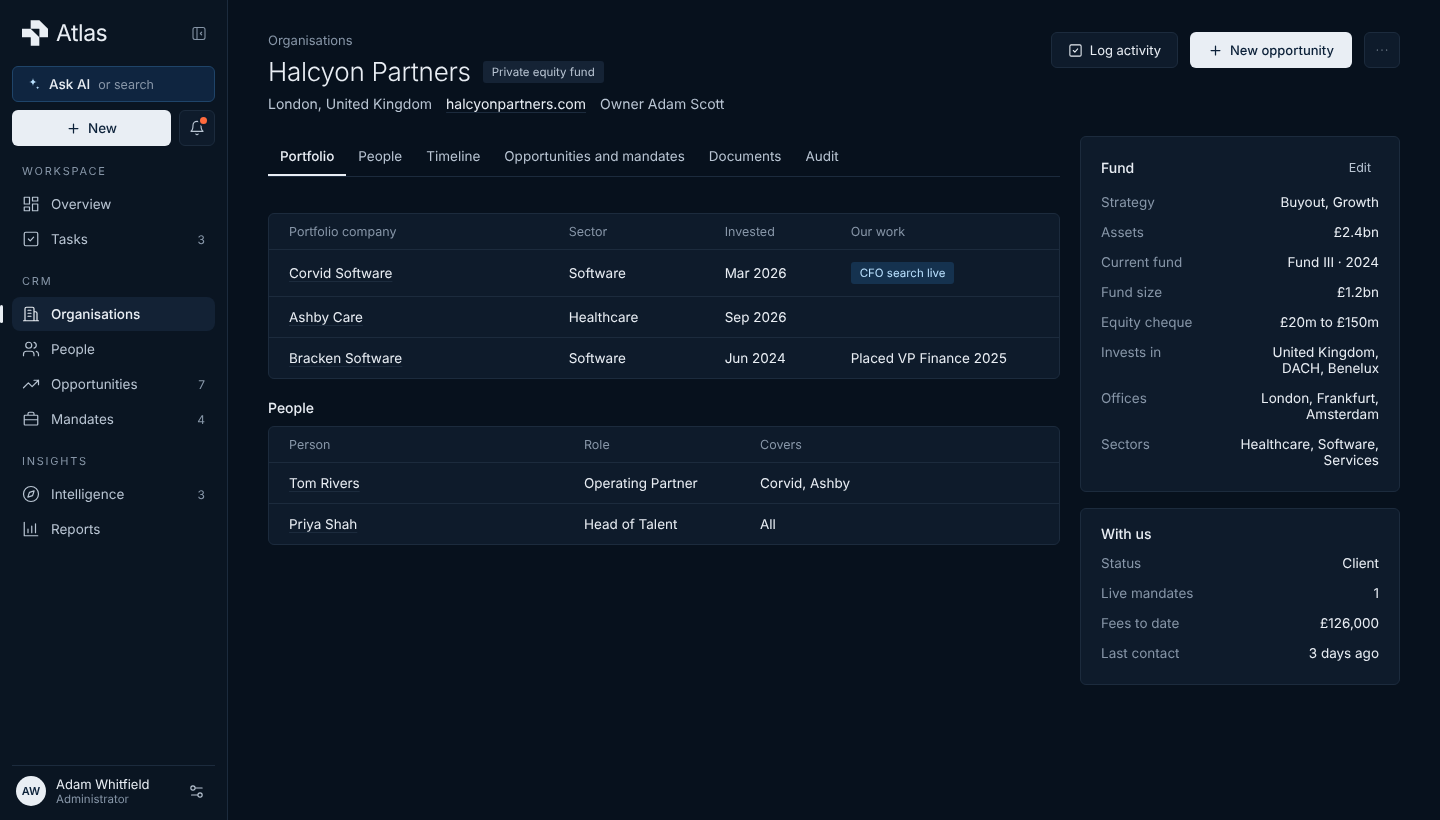 Atlas
Ask AI or search
New
WORKSPACE
Overview
Tasks 3
CRM
Organisations
People
Opportunities 7
Mandates 4
INSIGHTS
Intelligence 3
Reports
AW
Adam Whitfield
Administrator
Organisations
Halcyon Partners Private equity fund
London, United Kingdom halcyonpartners.com Owner Adam Scott
Log activity
New opportunity
...
Portfolio People Timeline Opportunities and mandates Documents Audit
Portfolio company Sector Invested Our work
Corvid Software Software Mar 2026 CFO search live
Ashby Care Healthcare Sep 2026
Bracken Software Software Jun 2024 Placed VP Finance 2025
People
Person Role Covers
Tom Rivers Operating Partner Corvid, Ashby
Priya Shah Head of Talent All
Fund Edit
Strategy Buyout, Growth
Assets £2.4bn
Current fund Fund III · 2024
Fund size £1.2bn
Equity cheque £20m to £150m
Invests in United Kingdom,
DACH, Benelux
Offices London, Frankfurt,
Amsterdam
Sectors Healthcare, Software,
Services
With us
Status Client
Live mandates 1
Fees to date £126,000
Last contact 3 days ago